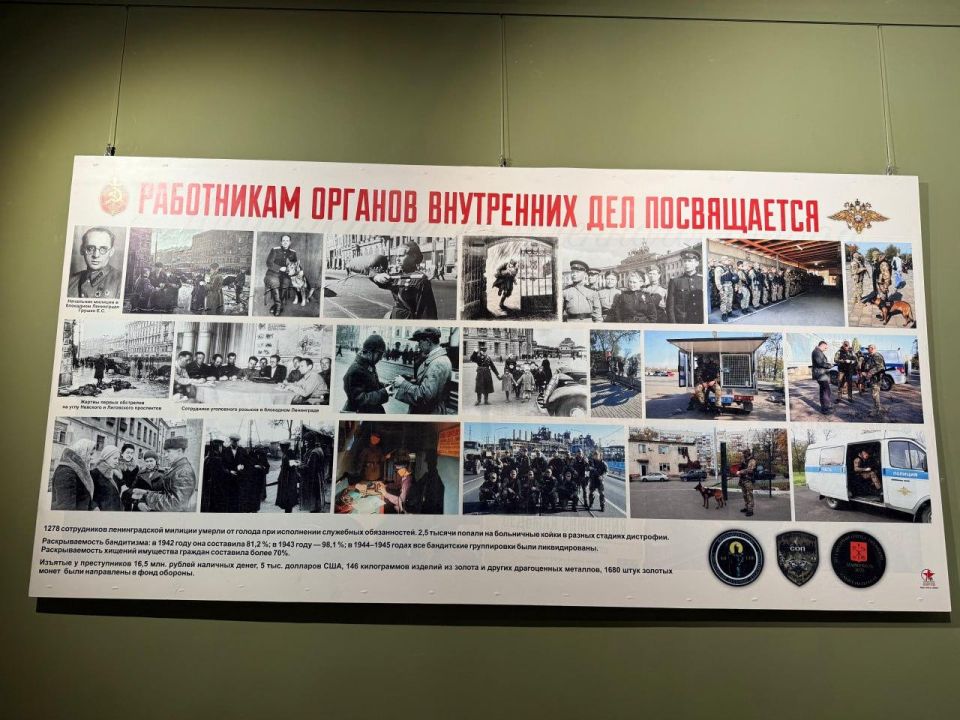 РАБОТНИКАМ ОРГАНОВ ВНУТРЕННИХ ДЕЛ ПОСВЯЩАЕТСЯ
Начальник милиции в
блокадном Ленинграде
Грушко Е.С.
Жертвы первых обстрелов
на углу Невского и Лиговского проспектов
Сотрудники уголовного розыска в блокадном Ленинграде
ПОЛИЦИЯ
1278 сотрудников ленинградской милиции умерли от голода при исполнении служебных обязанностей. 2,5 тысячи попали на больничные койки в разных стадиях дистрофии.
Раскрываемость бандитизма: в 1942 году она составила 81,2 %; в 1943 году — 98,1 %; в 1944–1945 годах все бандитские группировки были ликвидированы.
Раскрываемость хищений имущества граждан составила более 70%.
Изъятые у преступников 16,5 млн. рублей наличных денег, 5 тыс. долларов США, 146 килограммов изделий из золота и других драгоценных металлов, 1680 штук золотых
монет были направлены в фонд обороны.
СОП